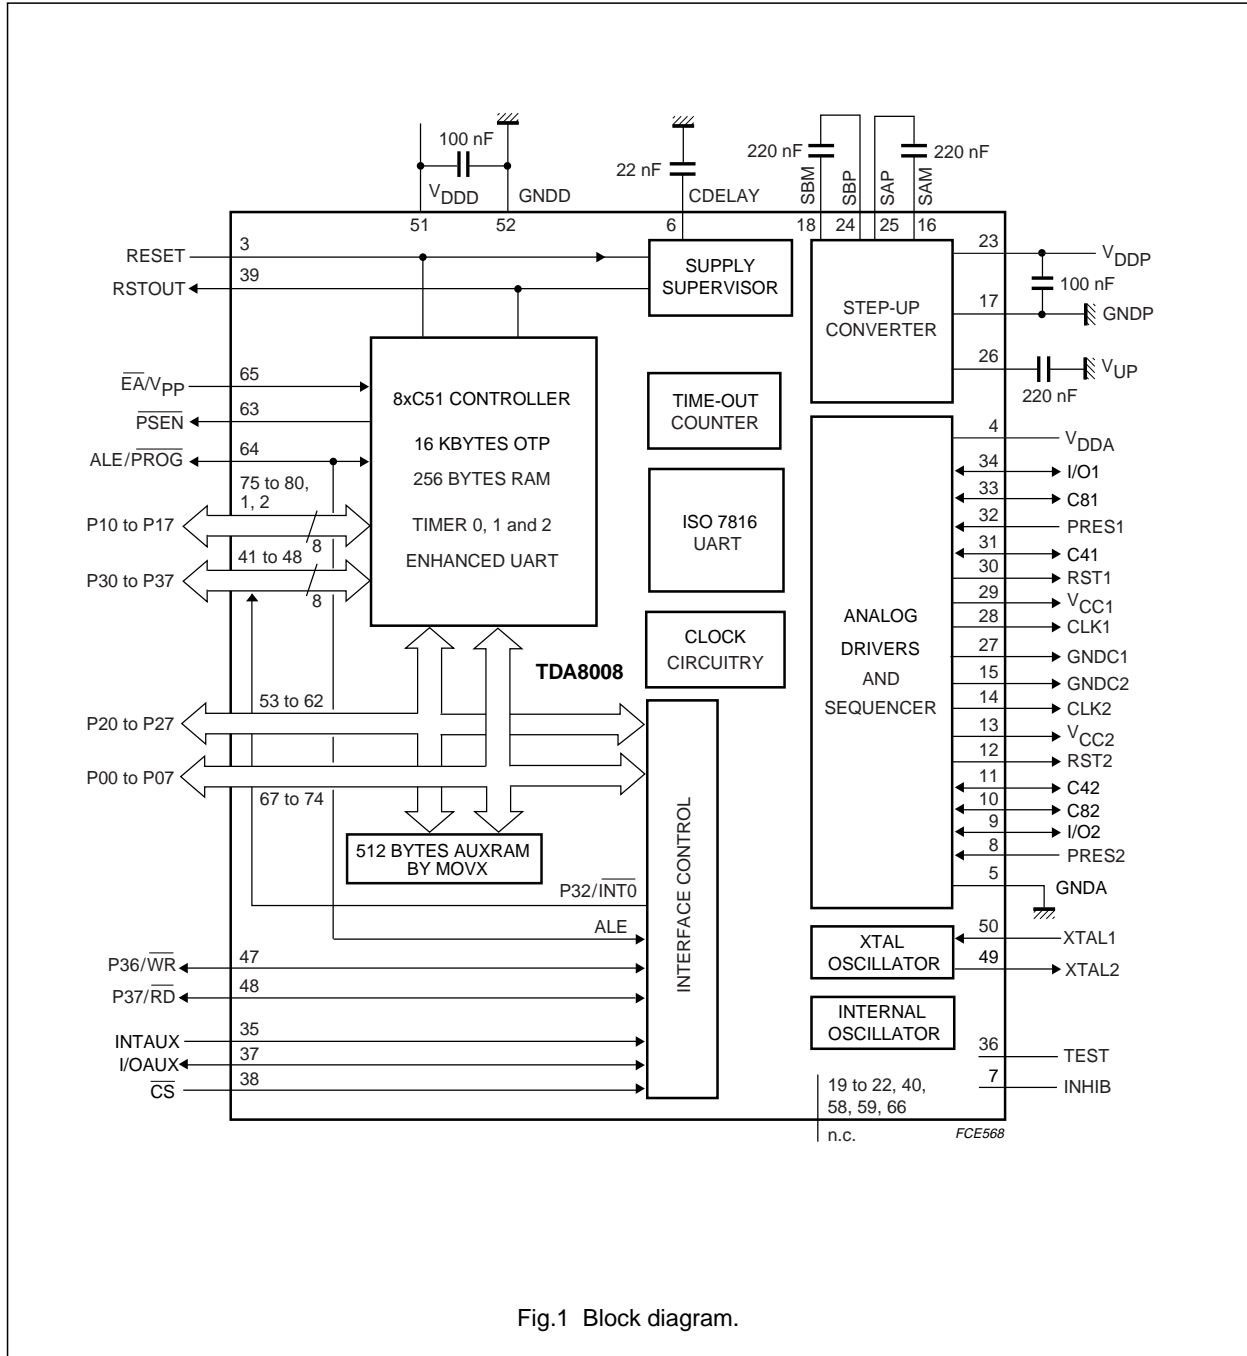 100 nF
VDDD
GNDD
51
52
22 nF
CDELAY
6
220 nF
SBM
SBP
SAP
SAM
220 nF
18
24
25
16
RESET
3
RSTOUT
39
SUPPLY
SUPERVISOR
STEP-UP
CONVERTER
23
VDDP
100 nF
17
GNDP
26
VUP
220 nF
EA/VPP
65
PSEN
63
ALE/PROG
64
75 to 80,
1, 2
P10 to P17
8
41 to 48
P30 to P37
8
8xC51 CONTROLLER
16 KBYTES OTP
256 BYTES RAM
TIMER 0, 1 and 2
ENHANCED UART
TIME-OUT
COUNTER
ISO 7816
UART
CLOCK
CIRCUITRY
TDA8008
ANALOG
DRIVERS
AND
SEQUENCER
4
VDDA
34
I/O1
33
C81
32
PRES1
31
C41
30
RST1
29
VCC1
28
CLK1
27
GNDC1
15
GNDC2
14
CLK2
13
VCC2
12
RST2
11
C42
10
C82
9
I/O2
8
PRES2
5
GNDA
53 to 62
P20 to P27
P00 to P07
67 to 74
512 BYTES AUXRAM
BY MOVX
INTERFACE CONTROL
P32/INT0
ALE
P36/WR
47
P37/RD
48
INTAUX
35
I/OAUX
37
CS
38
XTAL
OSCILLATOR
50
XTAL1
49
XTAL2
INTERNAL
OSCILLATOR
36
TEST
7
INHIB
19 to 22, 40,
58, 59, 66
n.c.
FCE568
Fig.1 Block diagram.